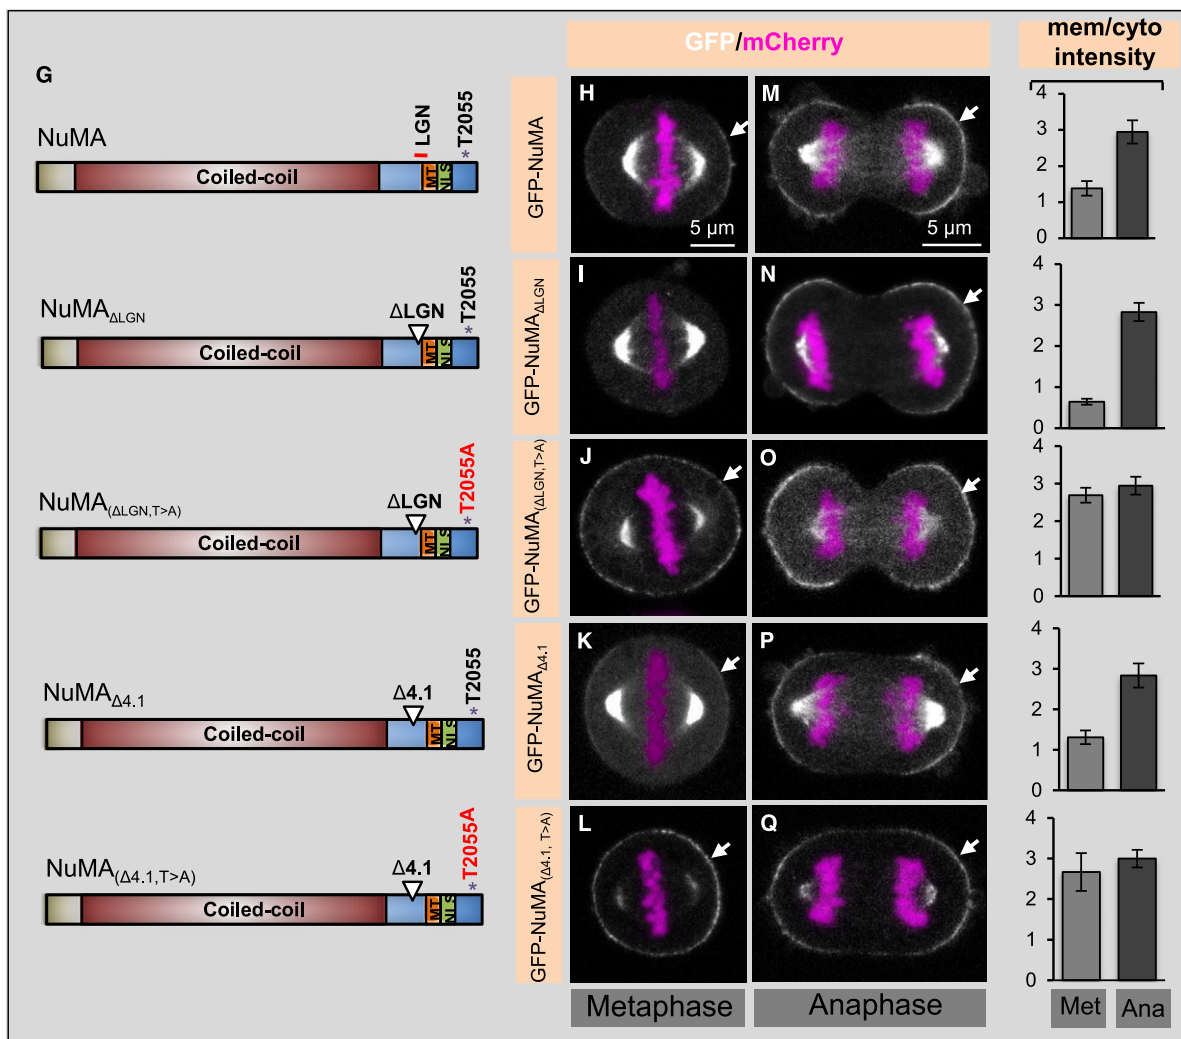 GFP/mCherry
mem/cyto
intensity
G
NuMA
LGN
*T2055
Coiled-coil
MT
NLS
GFP-NuMA
H
5 µm
M
5 µm
4
3
2
1
0
NuMAΔLGN
ΔLGN
*T2055
Coiled-coil
MT
NLS
GFP-NuMAΔLGN
I
N
4
3
2
1
0
NuMA(ΔLGN,T>A)
ΔLGN
*T2055A
Coiled-coil
MT
NLS
GFP-NuMA(ΔLGN,T>A)
J
O
4
3
2
1
0
NuMAΔ4.1
Δ4.1
*T2055
Coiled-coil
MT
NLS
GFP-NuMAΔ4.1
K
P
4
3
2
1
0
NuMA(Δ4.1,T>A)
Δ4.1
*T2055A
Coiled-coil
MT
NLS
GFP-NuMA(Δ4.1, T>A)
L
Q
4
3
2
1
0
Metaphase
Anaphase
Met
Ana